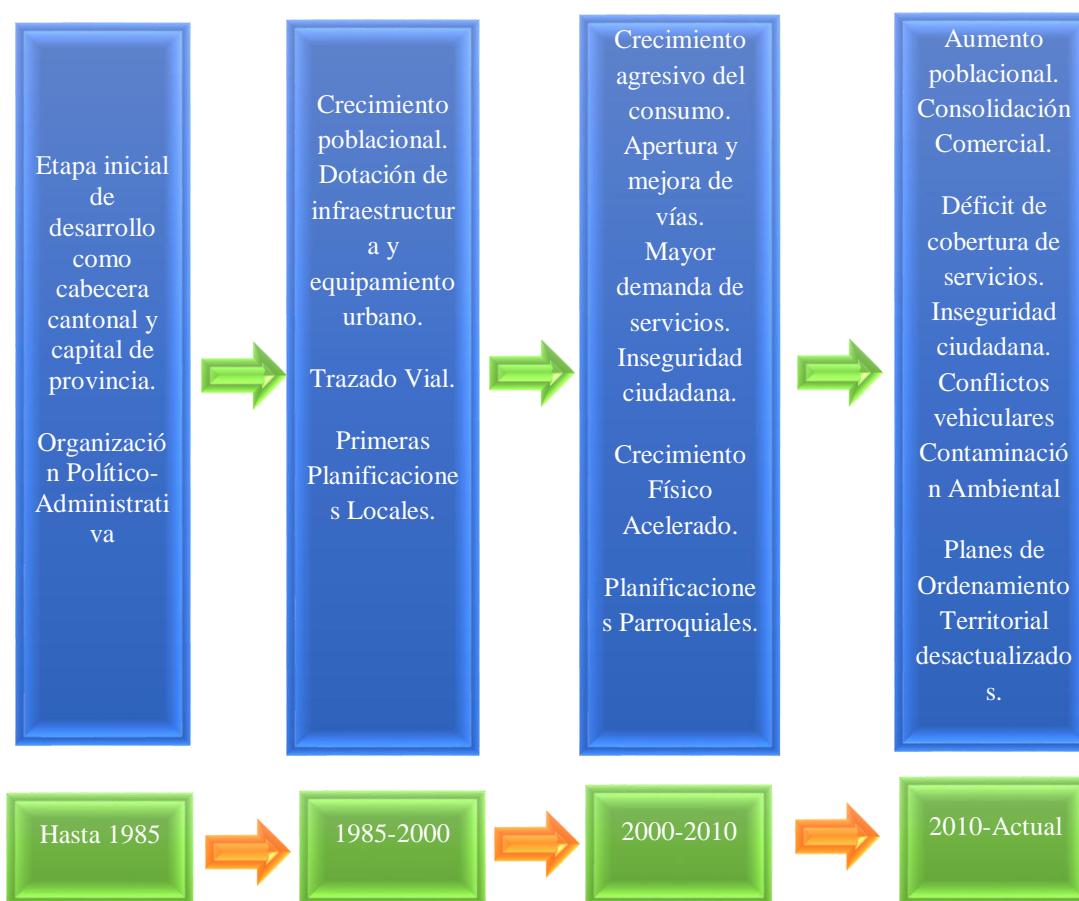 Etapa inicial
de
desarrollo
como
cabecera
cantonal y
capital de
provincia.
Organizació
n Político-
Administrati
va
Crecimiento
poblacional.
Dotación de
infraestructur
a y
equipamiento
urbano.
Trazado Vial.
Primeras
Planificacione
s Locales.
Crecimiento
agresivo del
consumo.
Apertura y
mejora de
vías.
Mayor
demanda de
servicios.
Inseguridad
ciudadana.
Crecimiento
Físico
Acelerado.
Planificacione
s Parroquiales.
Aumento
poblacional.
Consolidación
Comercial.
Déficit de
cobertura de
servicios.
Inseguridad
ciudadana.
Conflictos
vehiculares
Contaminació
n Ambiental
Planes de
Ordenamiento
Territorial
desactualizado
s.
Hasta 1985
1985-2000
2000-2010
2010-Actual